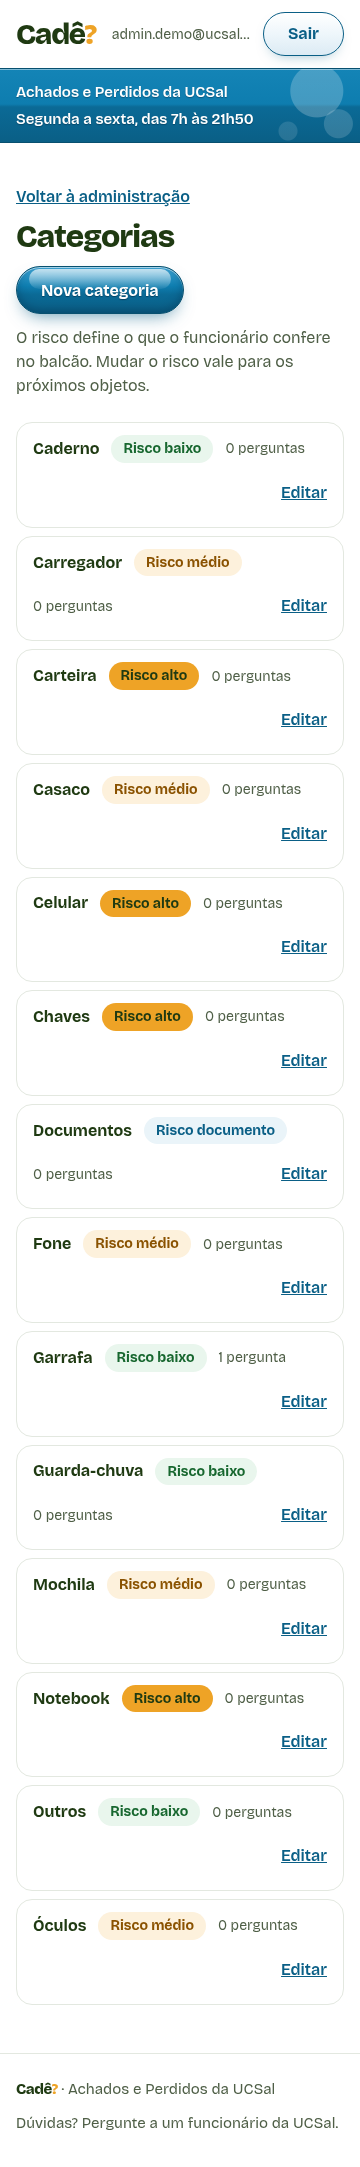 Cadê? admin.demo@ucsal... Sair
Achados e Perdidos da UCSal
Segunda a sexta, das 7h às 21h50
Voltar à administração
Categorias
Nova categoria
O risco define o que o funcionário confere
no balcão. Mudar o risco vale para os
próximos objetos.
Caderno Risco baixo 0 perguntas
Editar
Carregador Risco médio
0 perguntas Editar
Carteira Risco alto 0 perguntas
Editar
Casaco Risco médio 0 perguntas
Editar
Celular Risco alto 0 perguntas
Editar
Chaves Risco alto 0 perguntas
Editar
Documentos Risco documento
0 perguntas Editar
Fone Risco médio 0 perguntas
Editar
Garrafa Risco baixo 1 pergunta
Editar
Guarda-chuva Risco baixo
0 perguntas Editar
Mochila Risco médio 0 perguntas
Editar
Notebook Risco alto 0 perguntas
Editar
Outros Risco baixo 0 perguntas
Editar
Óculos Risco médio 0 perguntas
Editar
Cadê? · Achados e Perdidos da UCSal
Dúvidas? Pergunte a um funcionário da UCSal.